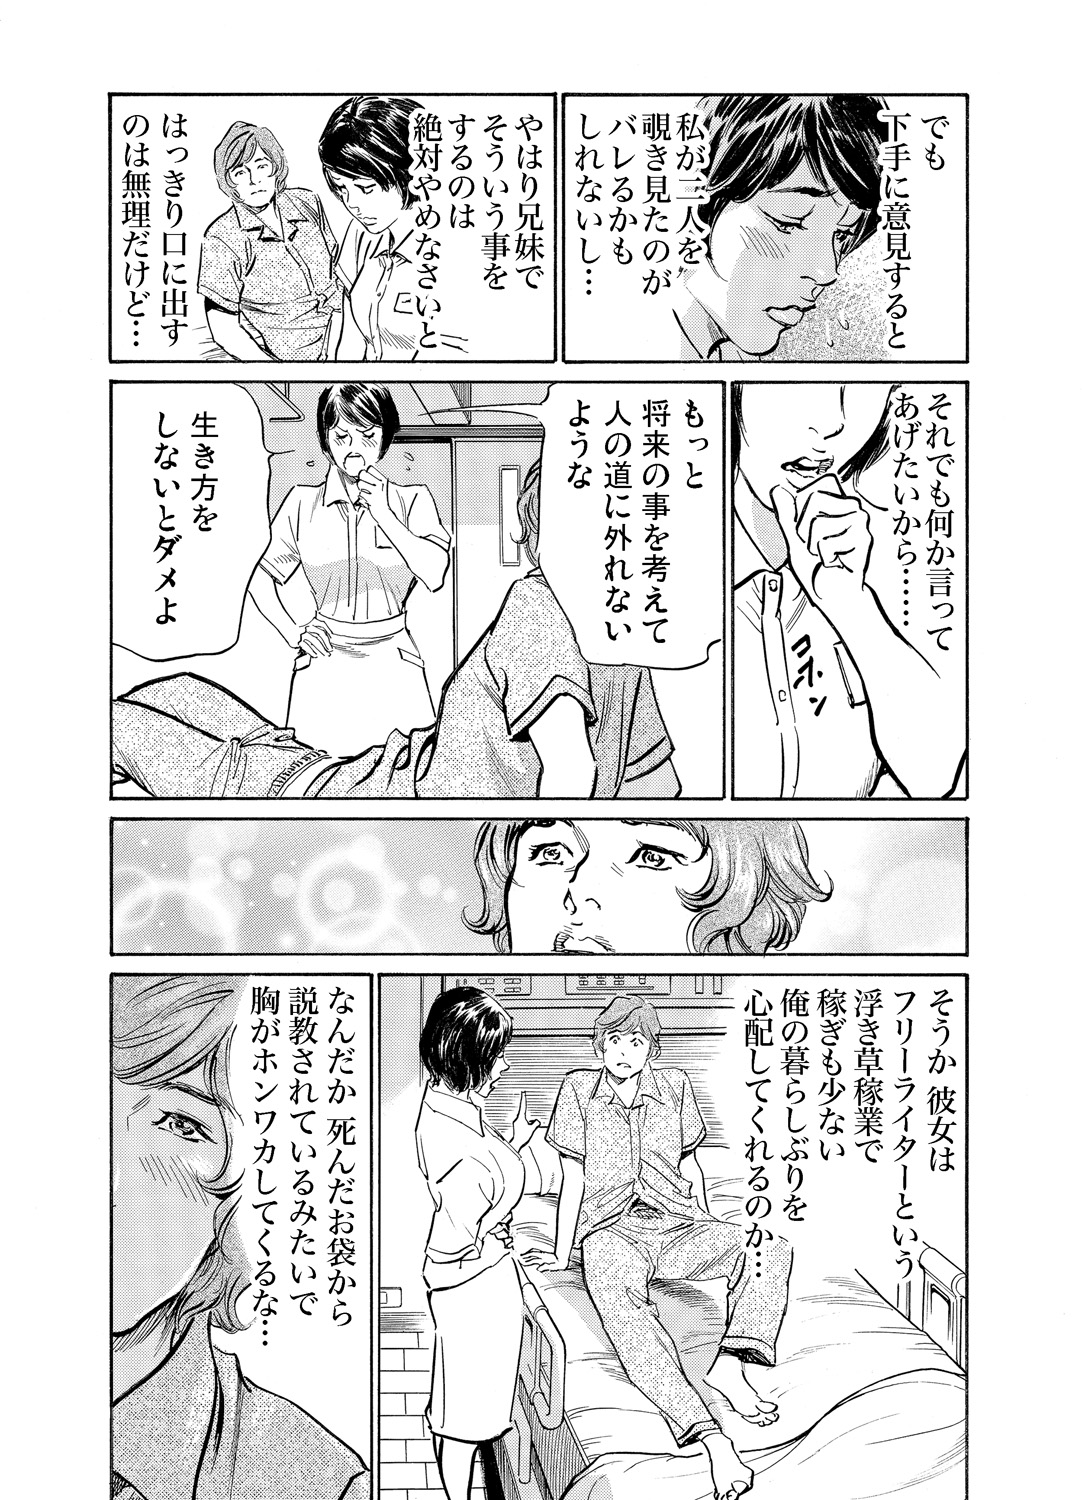 でも
下手に意見すると
私が二人を
覗き見たのが
バレるかも
しれないし…
やはり兄妹で
そういう事を
するのは
絶対やめなさいと
はっきり口に出す
のは無理だけど…
それでも何か言って
あげたいから……
コホン
もっと
将来の事を考えて
人の道に外れない
ような
生き方を
しないとダメよ
そうか 彼女は
フリーライターという
浮き草稼業で
稼ぎも少ない
俺の暮らしぶりを
心配してくれるのか…
なんだか 死んだお袋から
説教されているみたいで
胸がホンワカしてくるな…